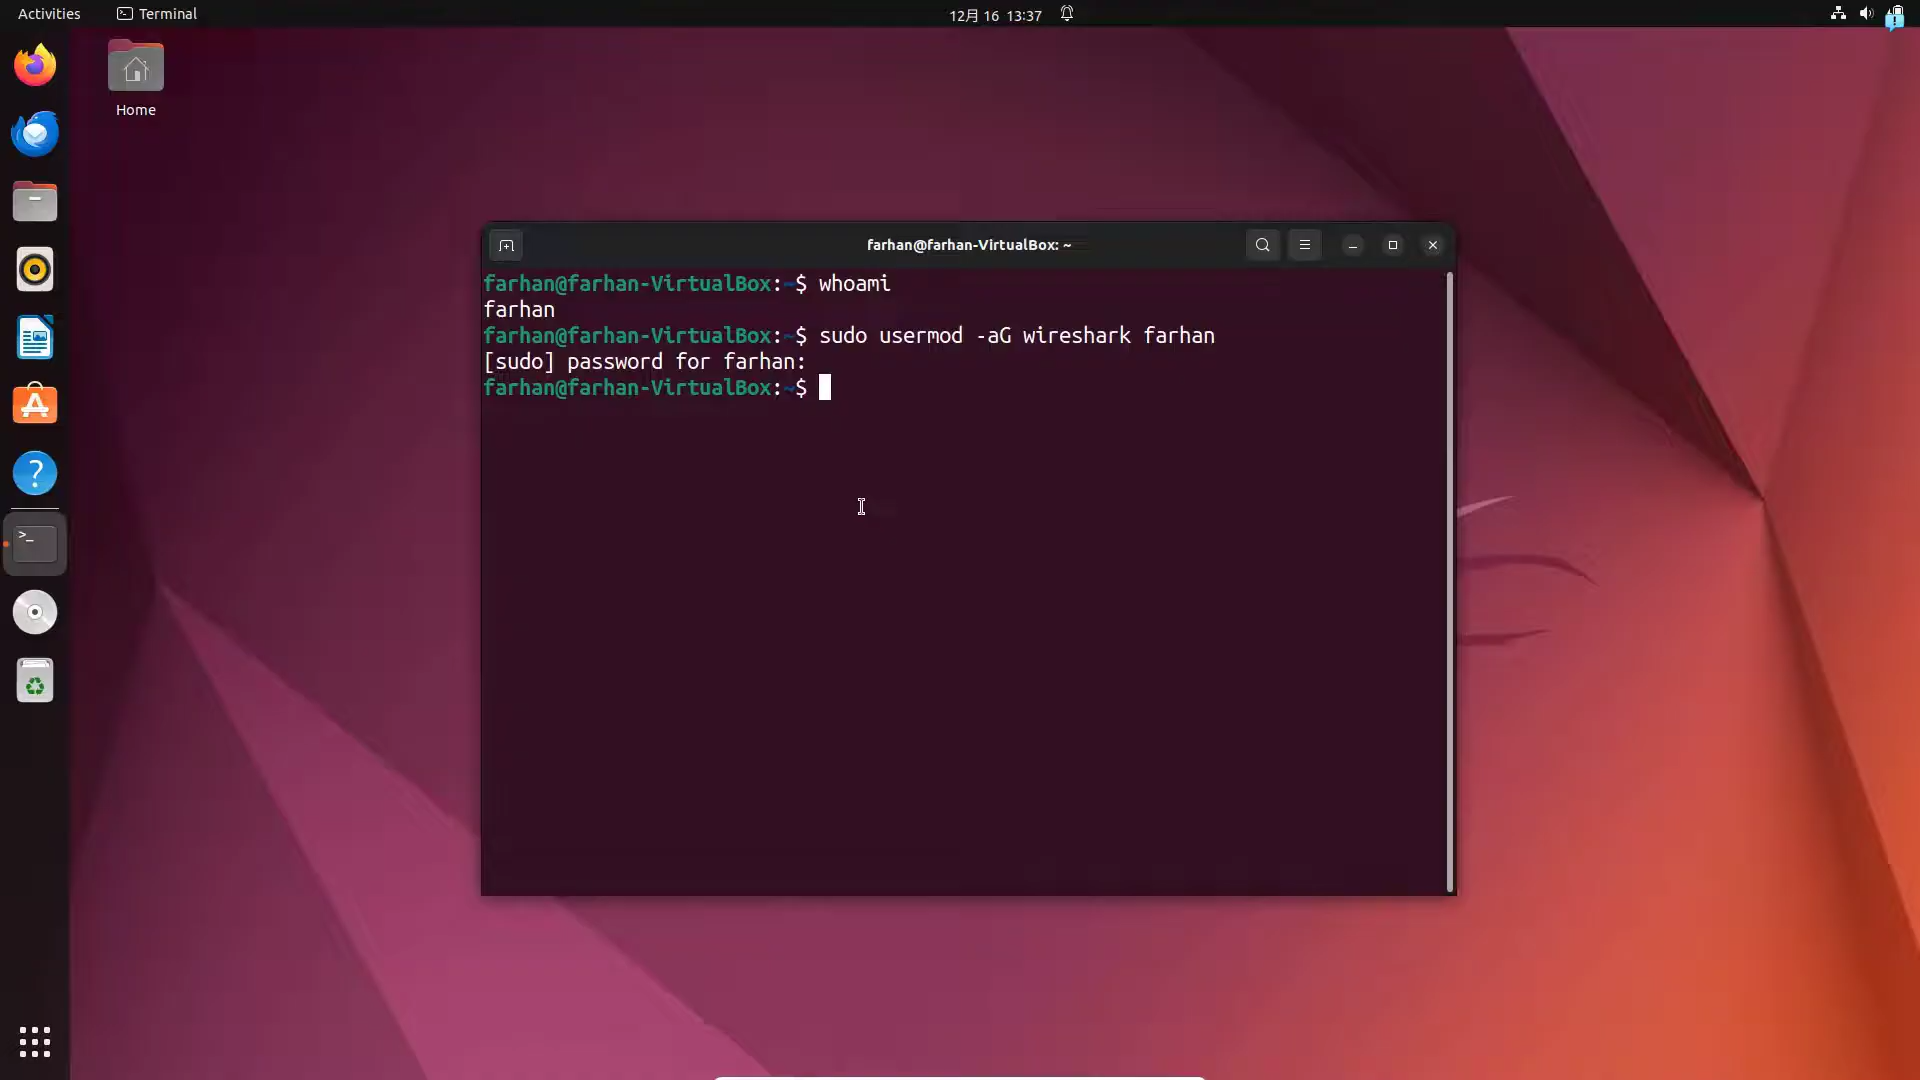 Activities
Terminal
12月 16 13:37
Home
farhan@farhan-VirtualBox: ~
farhan@farhan-VirtualBox:~$ whoami
farhan
farhan@farhan-VirtualBox:~$ sudo usermod -aG wireshark farhan
[sudo] password for farhan:
farhan@farhan-VirtualBox:~$